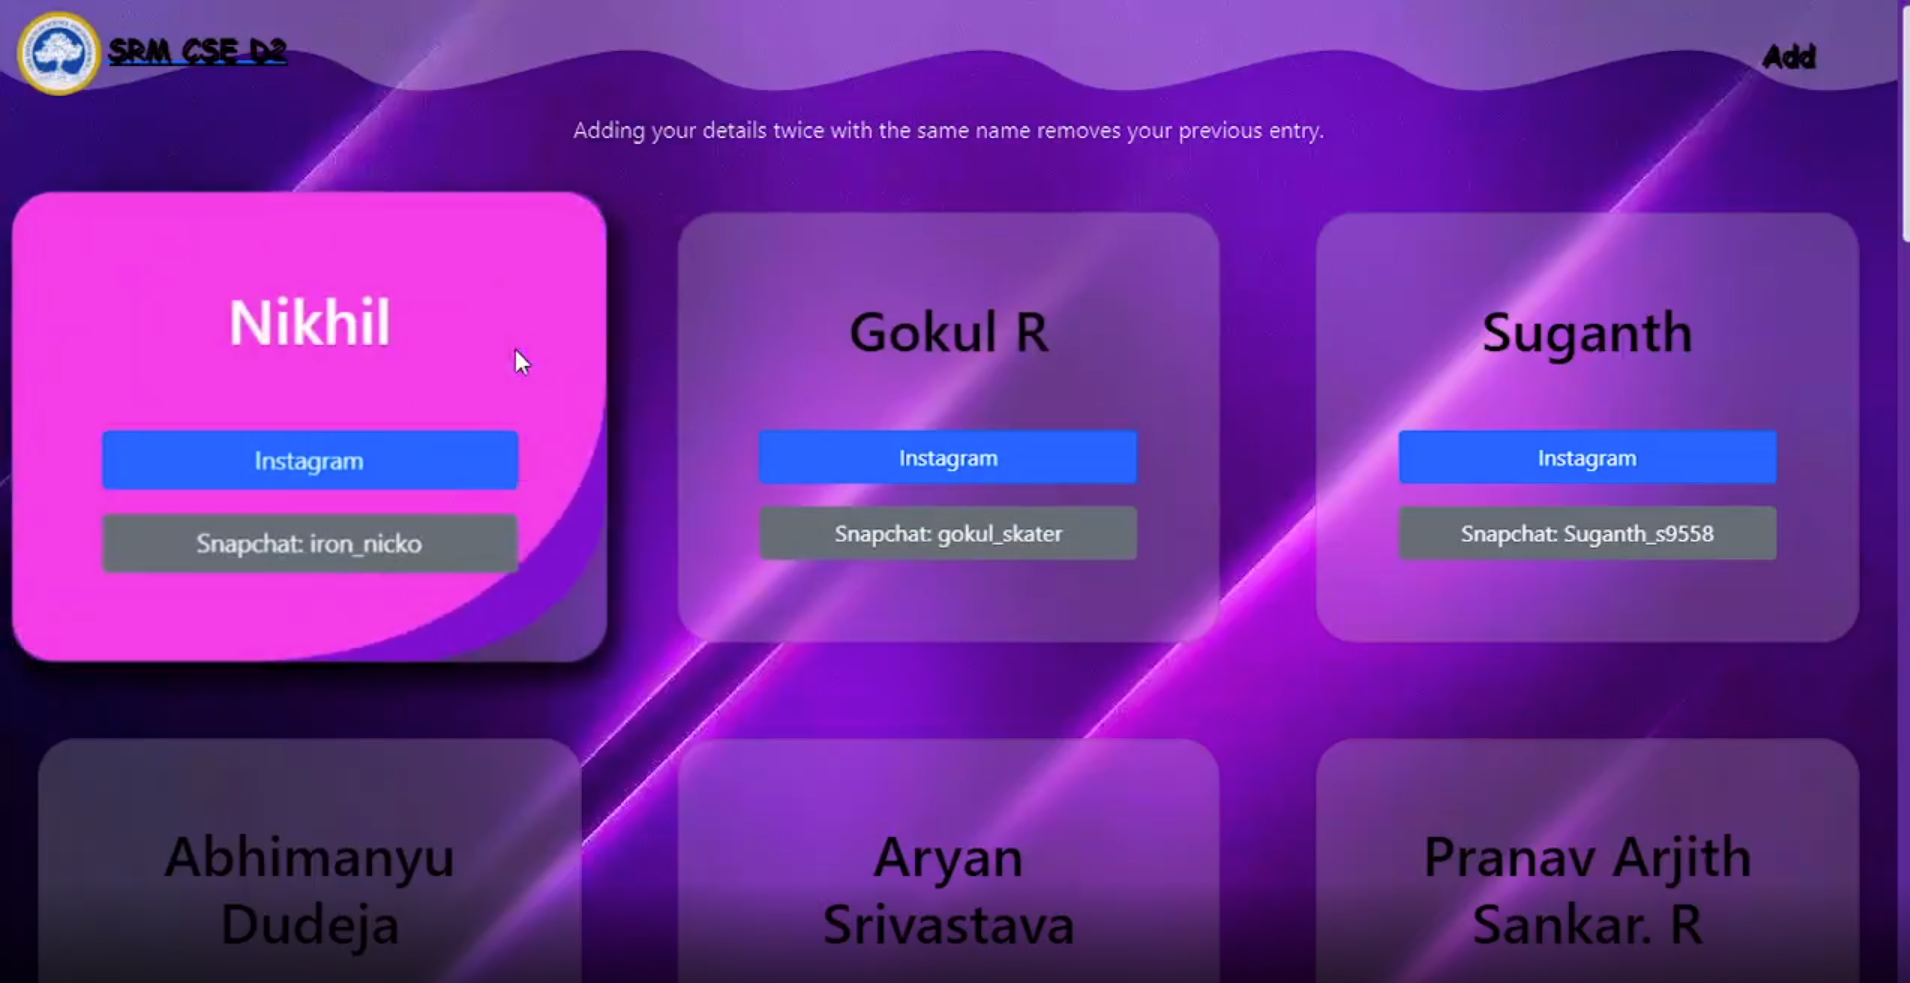 SRM CSE D2
Add
Adding your details twice with the same name removes your previous entry.
Nikhil
Instagram
Snapchat: iron_nicko
Gokul R
Instagram
Snapchat: gokul_skater
Suganth
Instagram
Snapchat: Suganth_s9558
Abhimanyu
Dudeja
Aryan
Srivastava
Pranav Arjith
Sankar. R